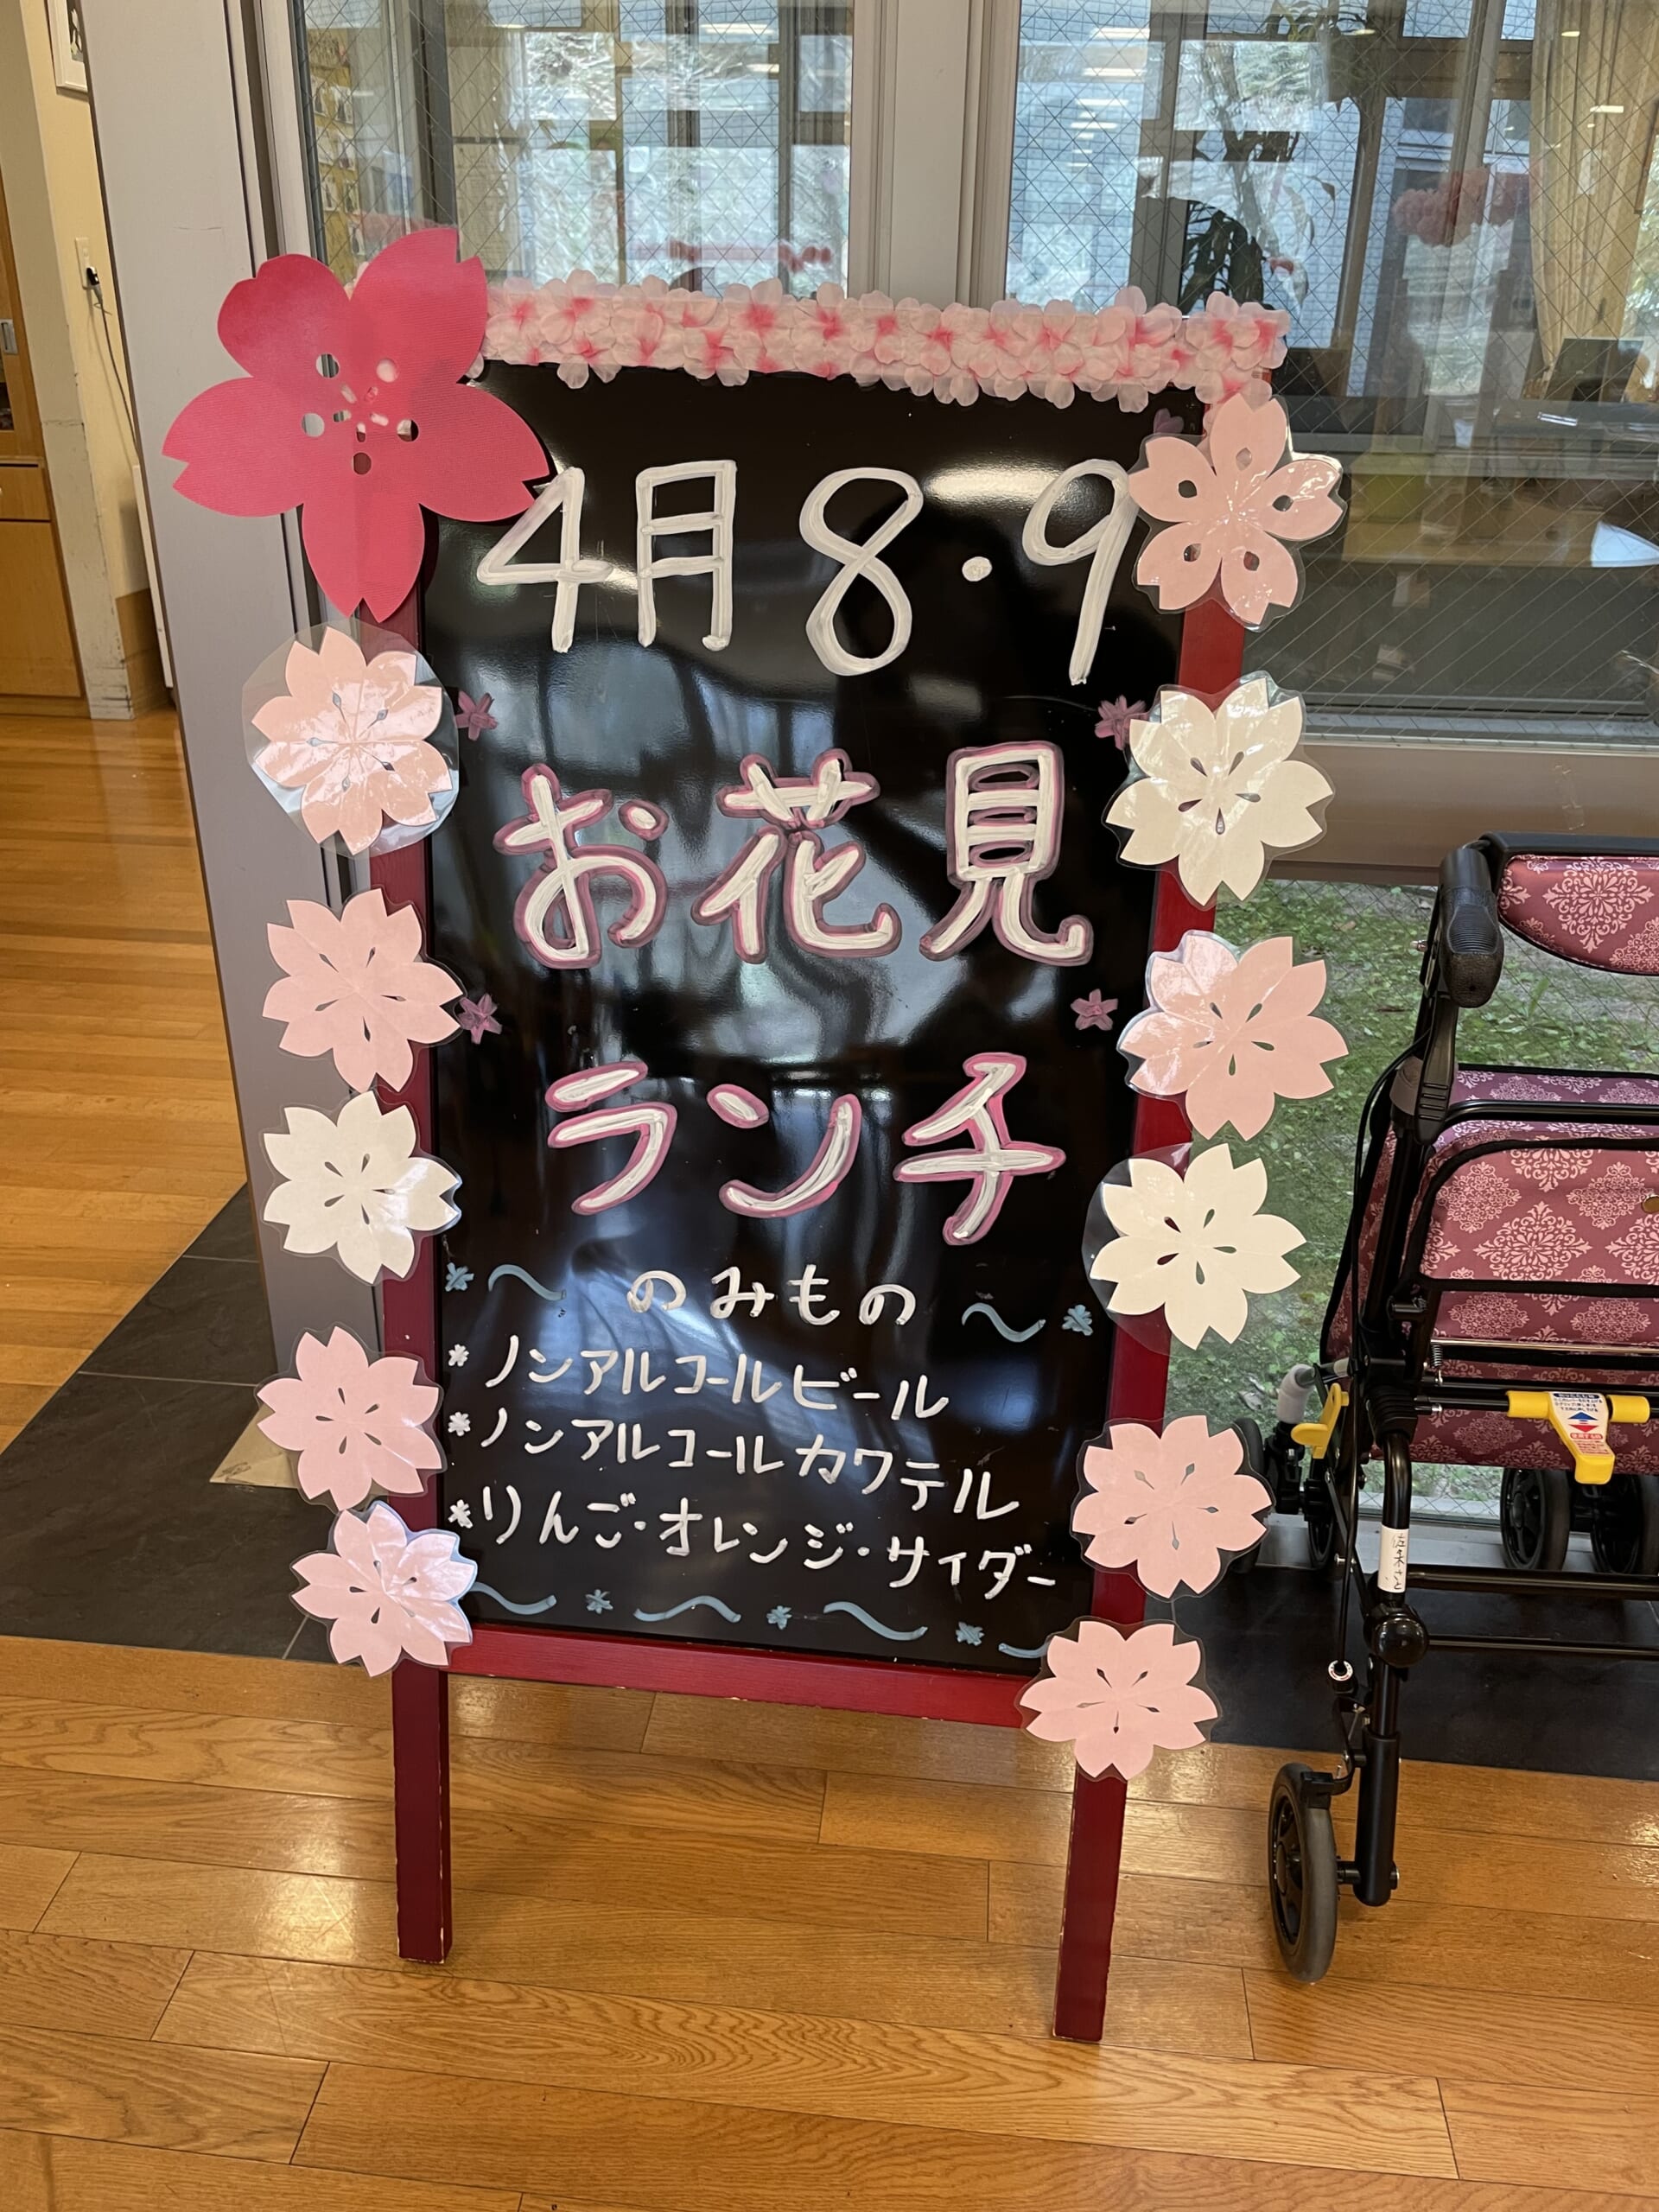 4月8・9
お花見
ランチ
～のみもの～
* ノンアルコールビール
* ノンアルコールカクテル
* りんご・オレンジ・サイダー